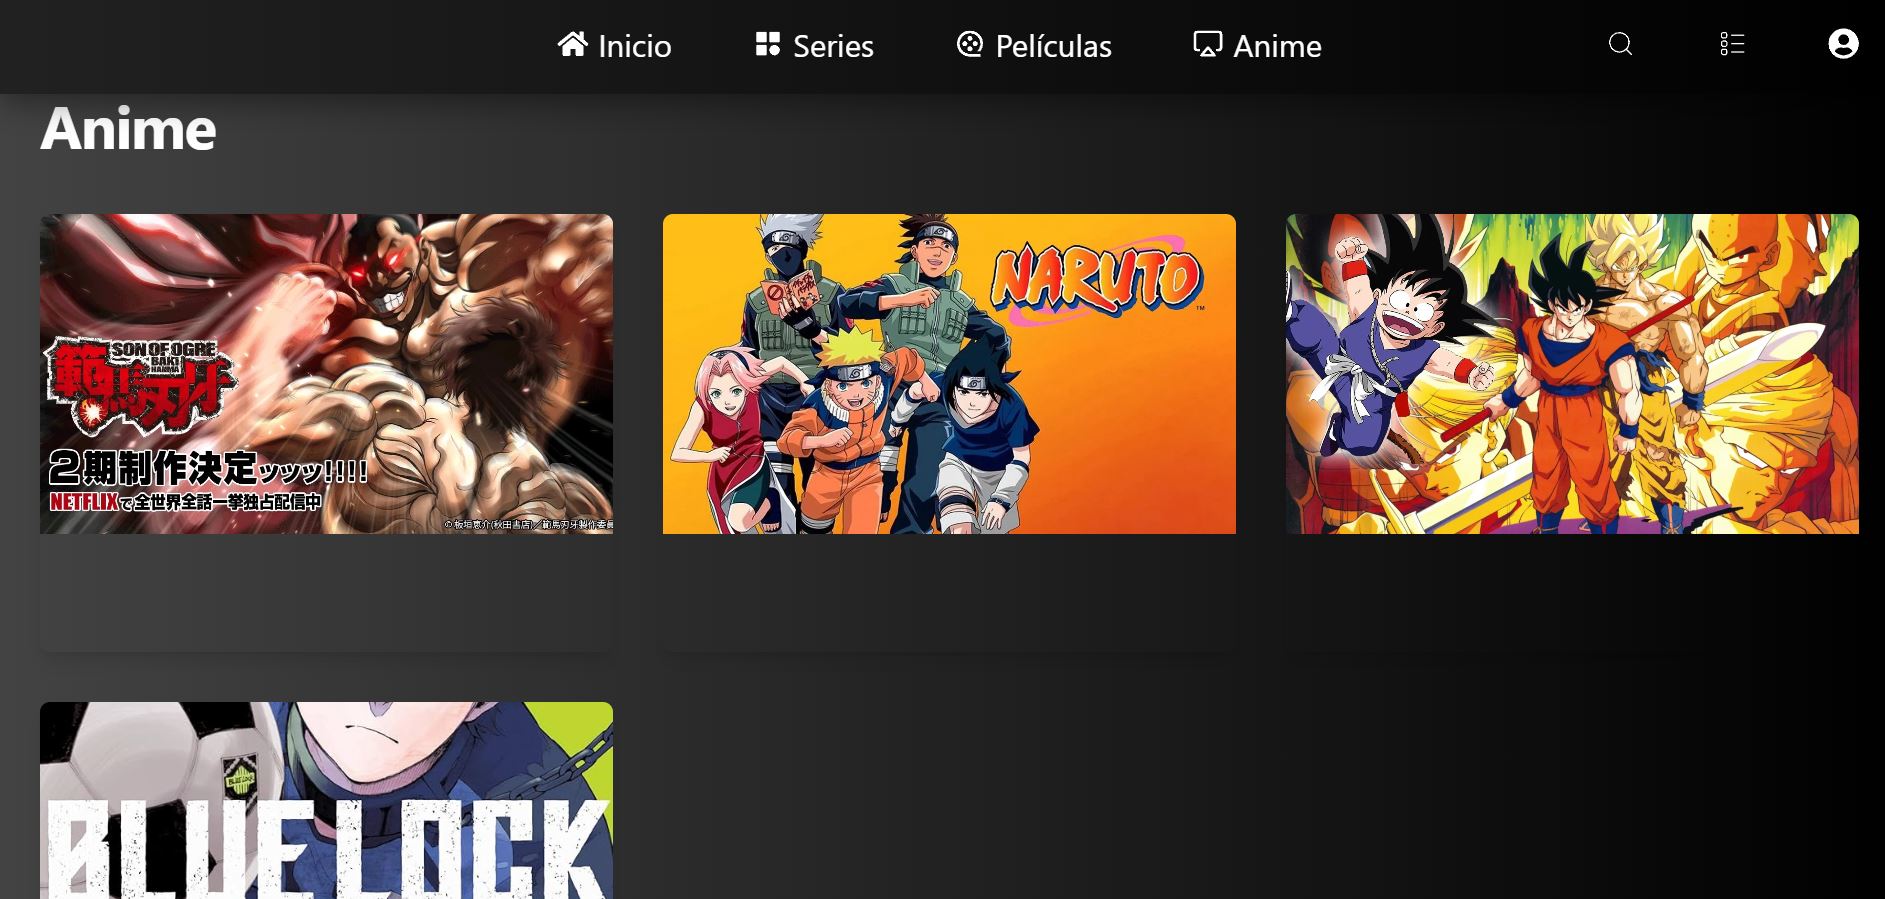 Inicio
Series
Películas
Anime
Anime
SON OF OGRE
BAKI
HANMA
範馬刃牙
2期制作決定ッッッ!!!!
NETFLIXで全世界全話一挙独占配信中
© 板垣恵介(秋田書店)／範馬刃牙製作委員
NARUTO
TM
BLUE LOCK
BLUE LOCK